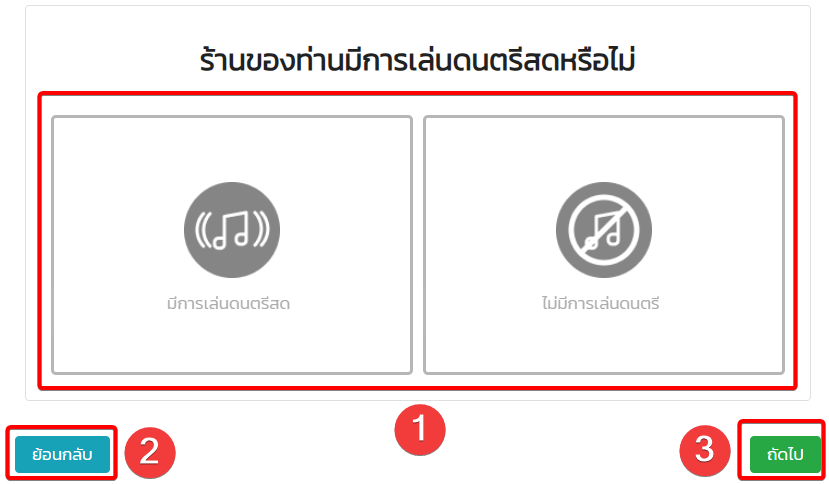 ร้านของท่านมีการเล่นดนตรีสดหรือไม่
มีการเล่นดนตรีสด
ไม่มีการเล่นดนตรี
1
ย้อนกลับ
2
3
ถัดไป